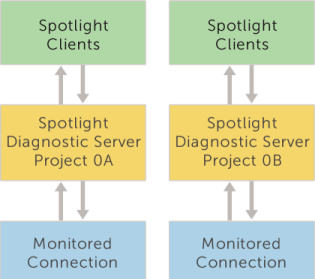 Spotlight
Clients
Spotlight
Clients
Spotlight
Diagnostic Server
Project 0A
Spotlight
Diagnostic Server
Project 0B
Monitored
Connection
Monitored
Connection